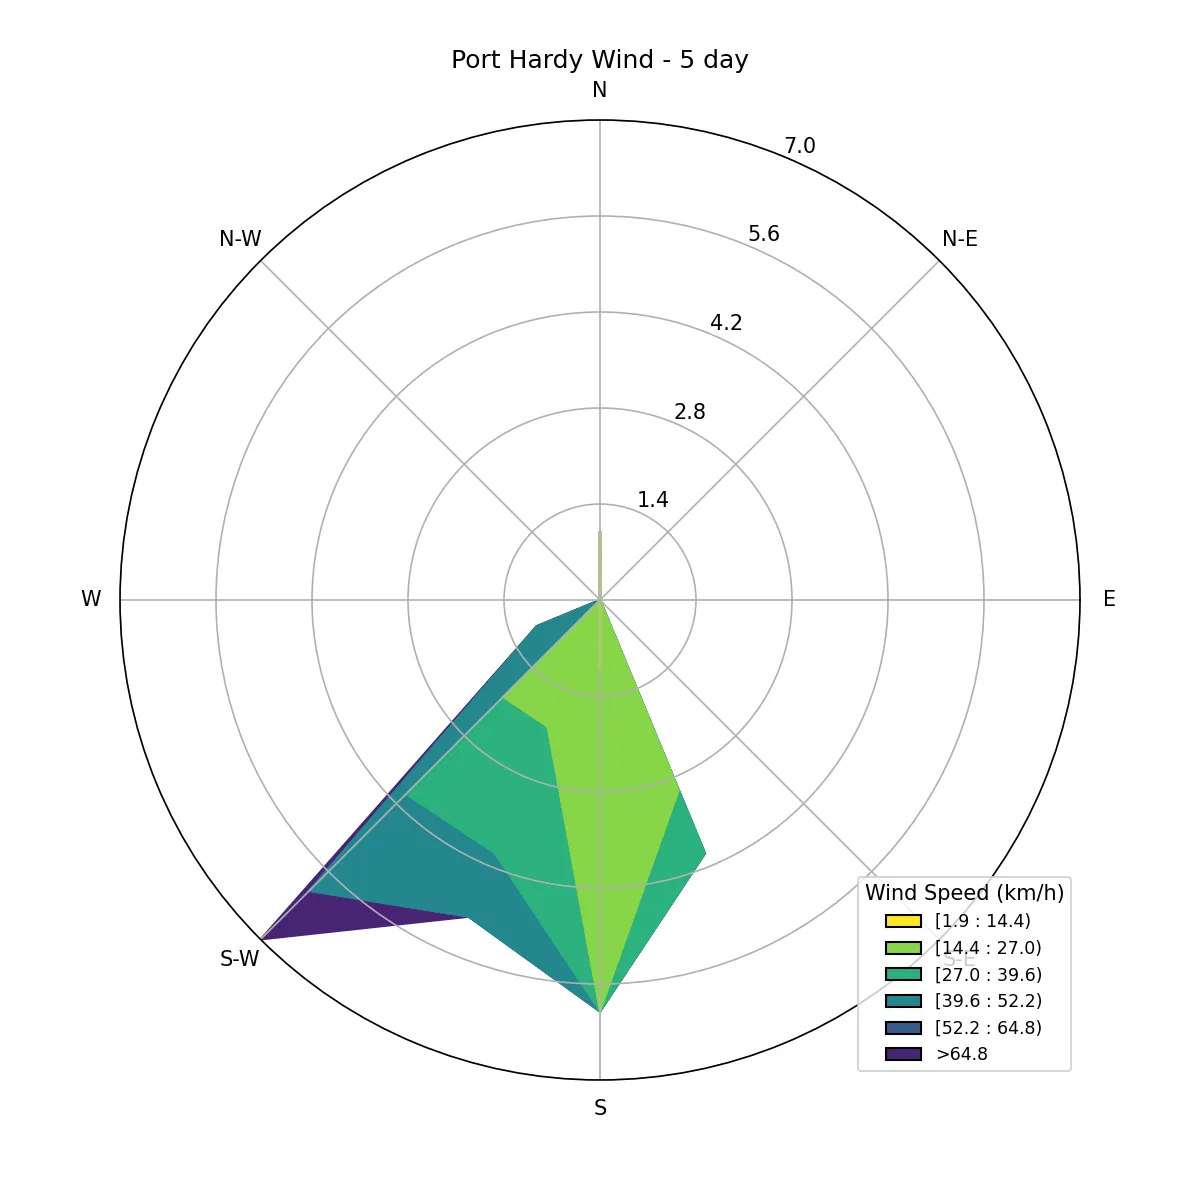 Port Hardy Wind - 5 day
N
7.0
N-W
N-E
5.6
4.2
2.8
1.4
W
E
S-W
S-E
S
Wind Speed (km/h)
[1.9 : 14.4)
[14.4 : 27.0)
[27.0 : 39.6)
[39.6 : 52.2)
[52.2 : 64.8)
>64.8